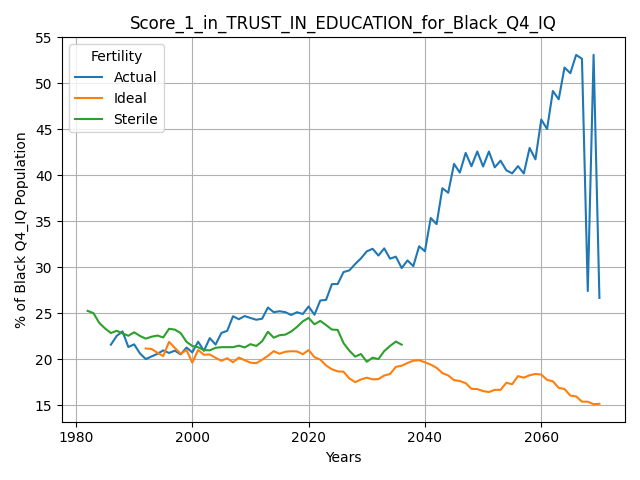 Score_1_in_TRUST_IN_EDUCATION_for_Black_Q4_IQ
Fertility
Actual
Ideal
Sterile
% of Black Q4_IQ Population
55
50
45
40
35
30
25
20
15
1980
2000
2020
2040
2060
Years